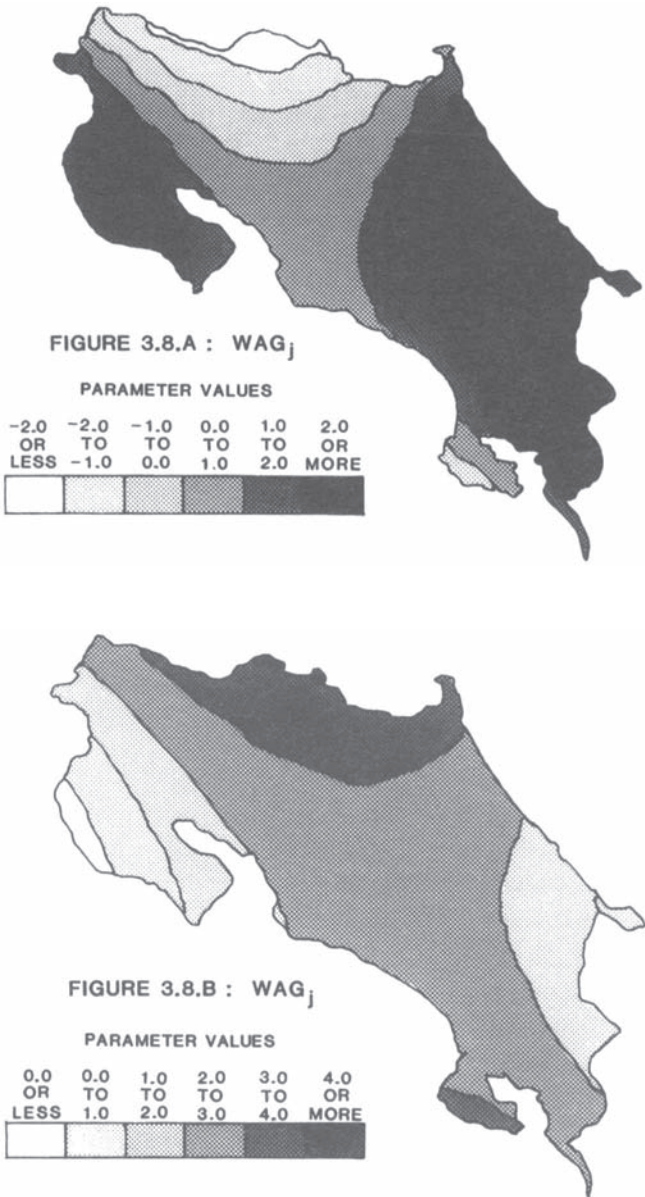 FIGURE 3.8.A : WAGj
PARAMETER VALUES
-2.0 -2.0 -1.0 0.0 1.0 2.0
OR TO TO TO TO OR
LESS -1.0 0.0 1.0 2.0 MORE
FIGURE 3.8.B : WAGj
PARAMETER VALUES
0.0 0.0 1.0 2.0 3.0 4.0
OR TO TO TO TO OR
LESS 1.0 2.0 3.0 4.0 MORE